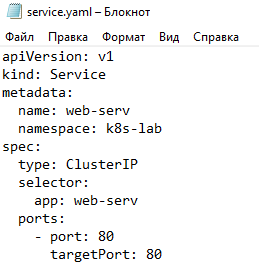 service.yaml – Блокнот
Файл Правка Формат Вид Справка
apiVersion: v1
kind: Service
metadata:
  name: web-serv
  namespace: k8s-lab
spec:
  type: ClusterIP
  selector:
    app: web-serv
  ports:
    - port: 80
      targetPort: 80